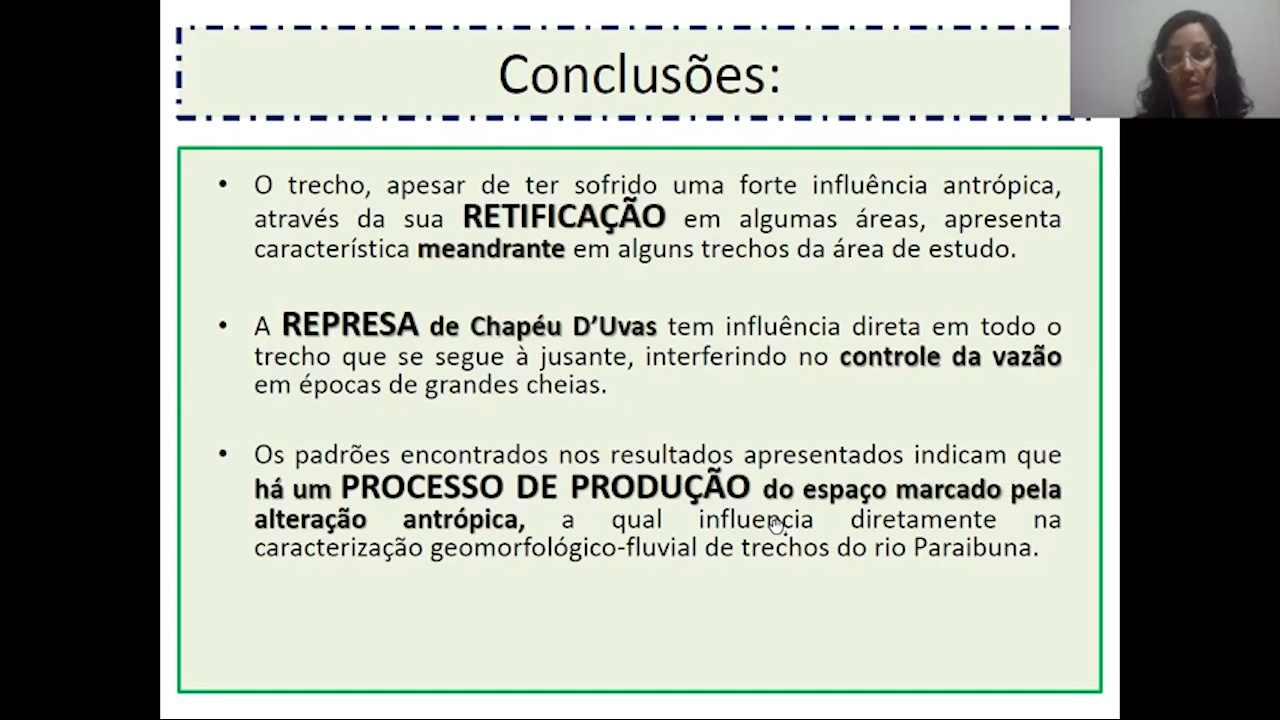 Conclusões:
• O trecho, apesar de ter sofrido uma forte influência antrópica,
através da sua RETIFICAÇÃO em algumas áreas, apresenta
característica meandrante em alguns trechos da área de estudo.
• A REPRESA de Chapéu D’Uvas tem influência direta em todo o
trecho que se segue à jusante, interferindo no controle da vazão
em épocas de grandes cheias.
• Os padrões encontrados nos resultados apresentados indicam que
há um PROCESSO DE PRODUÇÃO do espaço marcado pela
alteração antrópica, a qual influencia diretamente na
caracterização geomorfológico-fluvial de trechos do rio Paraibuna.